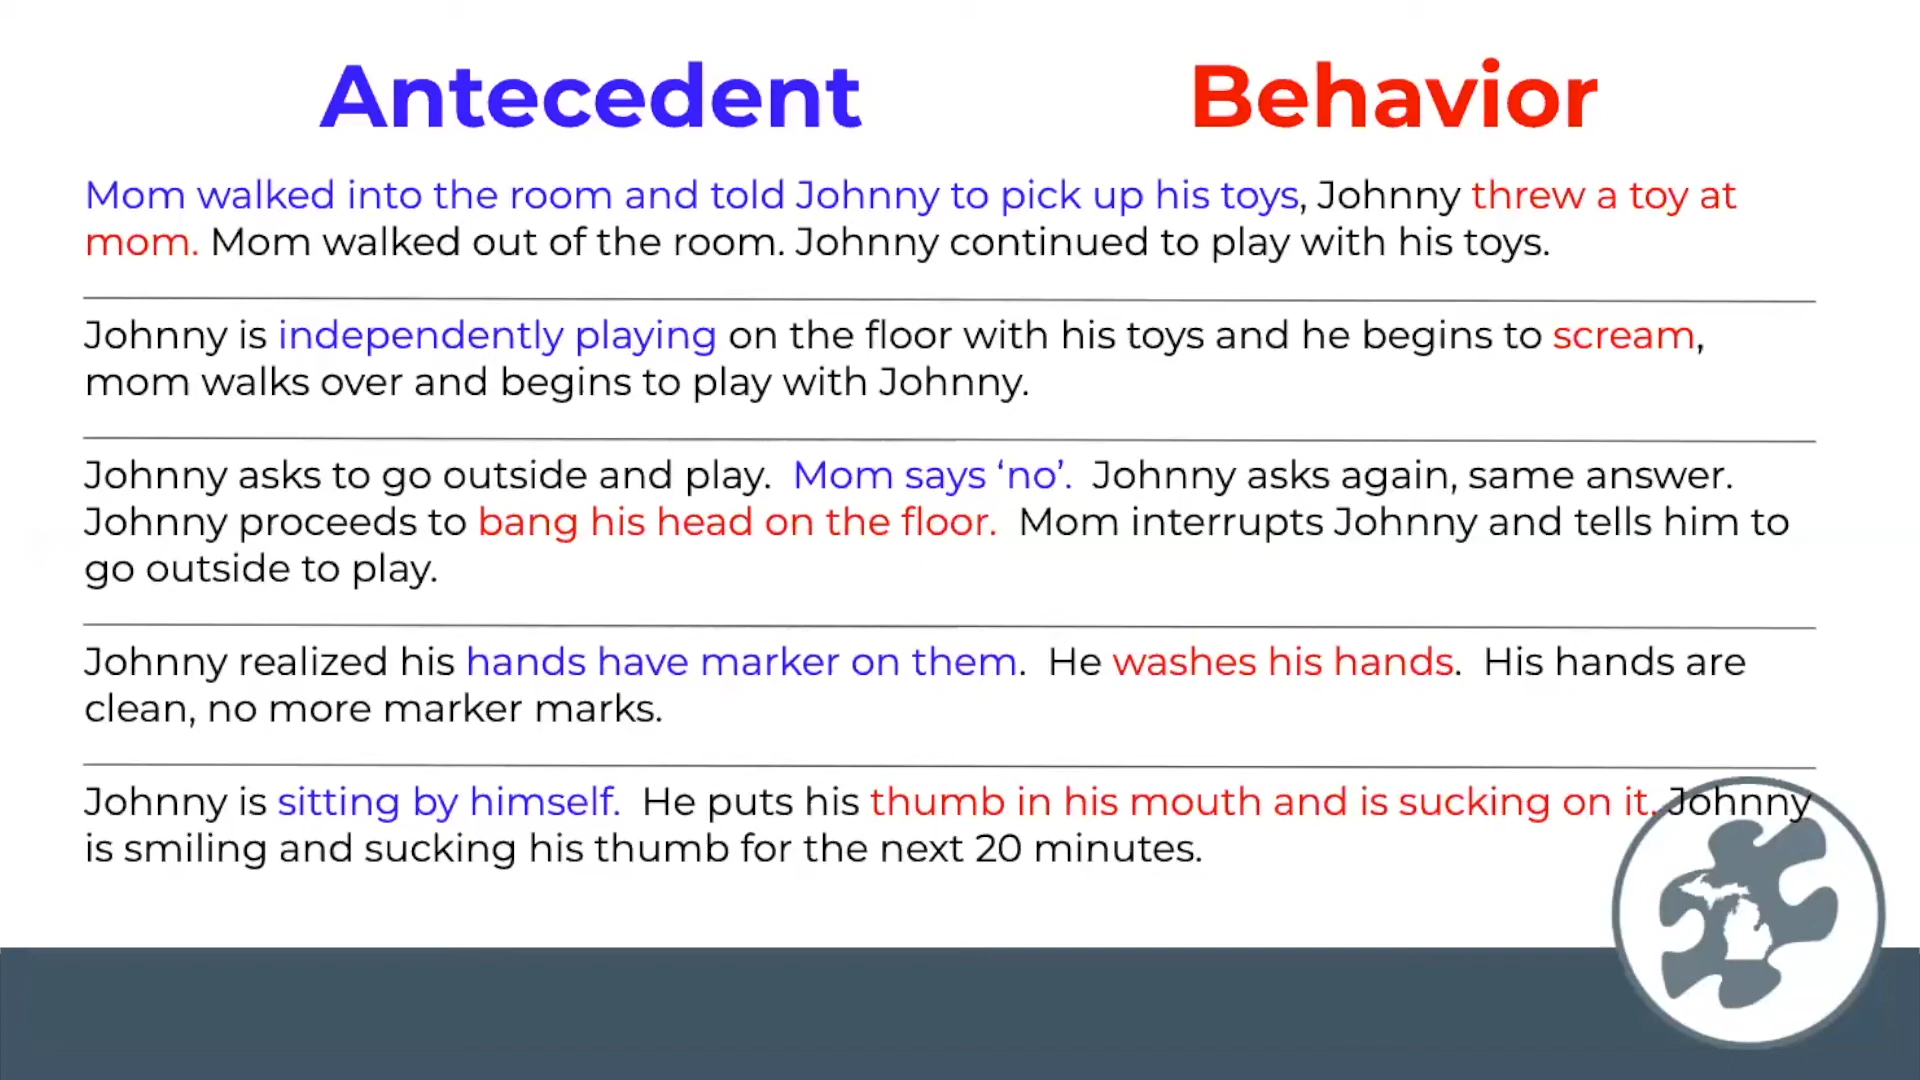 Antecedent Behavior
Mom walked into the room and told Johnny to pick up his toys, Johnny threw a toy at
mom. Mom walked out of the room. Johnny continued to play with his toys.
Johnny is independently playing on the floor with his toys and he begins to scream,
mom walks over and begins to play with Johnny.
Johnny asks to go outside and play. Mom says ‘no’. Johnny asks again, same answer.
Johnny proceeds to bang his head on the floor. Mom interrupts Johnny and tells him to
go outside to play.
Johnny realized his hands have marker on them. He washes his hands. His hands are
clean, no more marker marks.
Johnny is sitting by himself. He puts his thumb in his mouth and is sucking on it. Johnny
is smiling and sucking his thumb for the next 20 minutes.